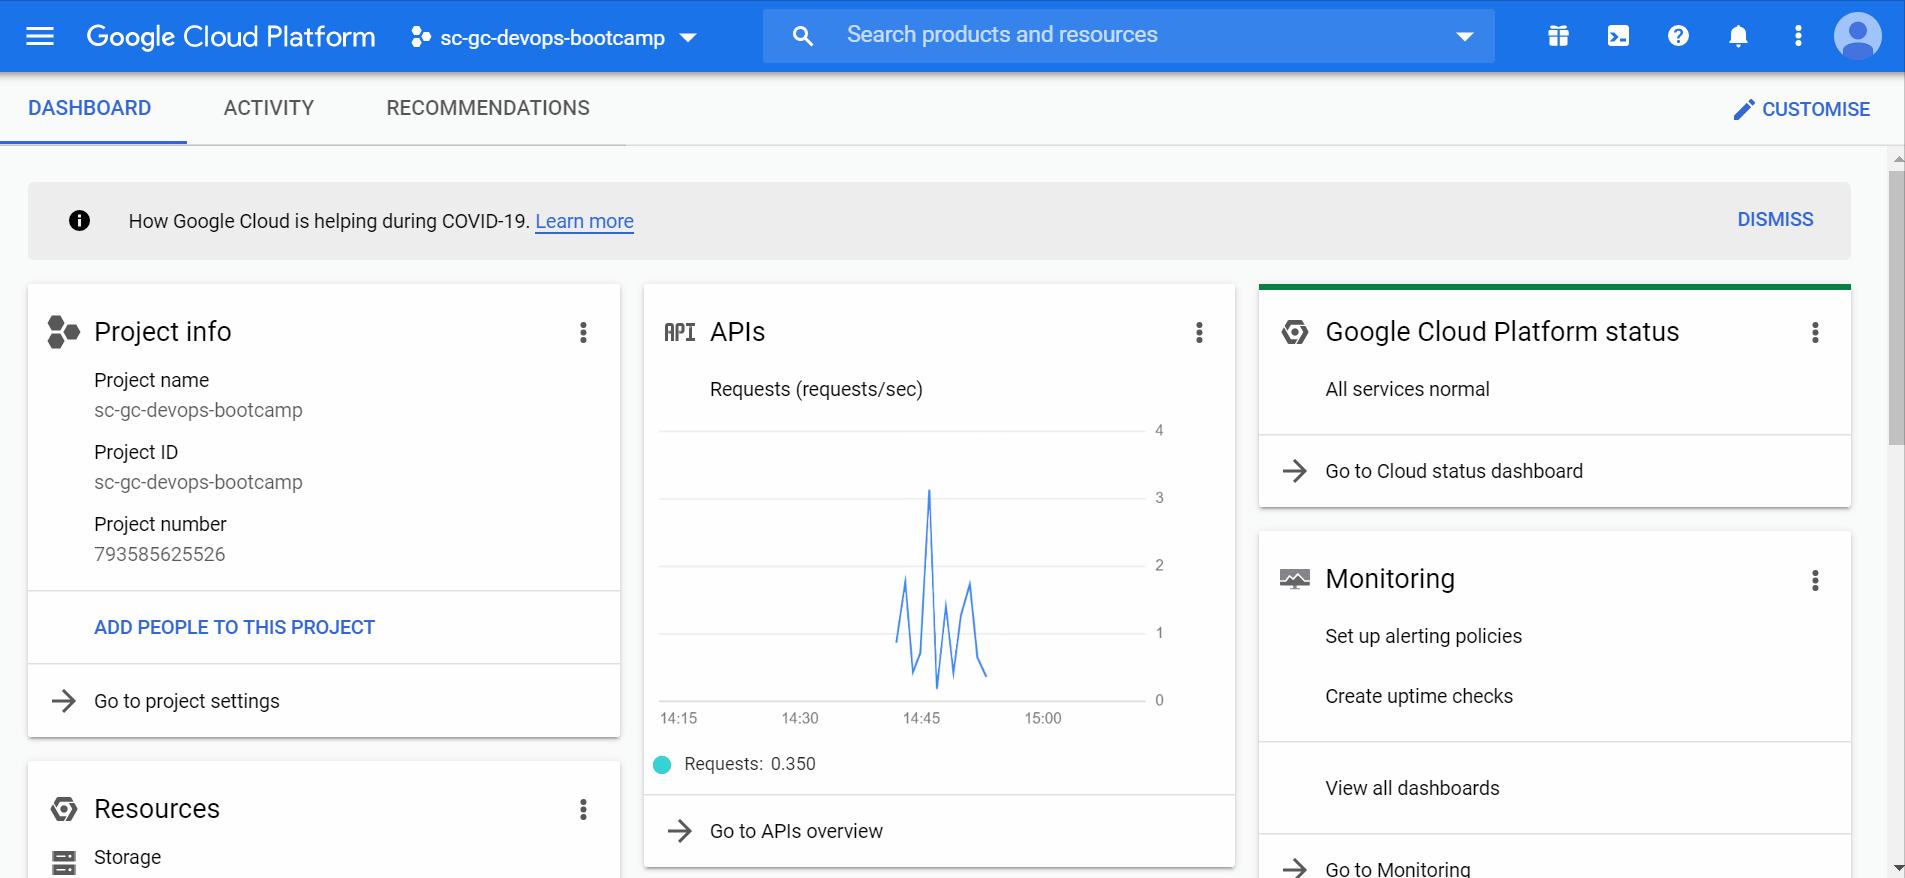 Google Cloud Platform
sc-gc-devops-bootcamp
Search products and resources
DASHBOARD
ACTIVITY
RECOMMENDATIONS
CUSTOMISE
How Google Cloud is helping during COVID-19. Learn more
DISMISS
Project info
Project name
sc-gc-devops-bootcamp
Project ID
sc-gc-devops-bootcamp
Project number
793585625526
ADD PEOPLE TO THIS PROJECT
Go to project settings
Resources
Storage
API APIs
Requests (requests/sec)
4
3
2
1
0
14:15 14:30 14:45 15:00
Requests: 0.350
Go to APIs overview
Google Cloud Platform status
All services normal
Go to Cloud status dashboard
Monitoring
Set up alerting policies
Create uptime checks
View all dashboards
Go to Monitoring